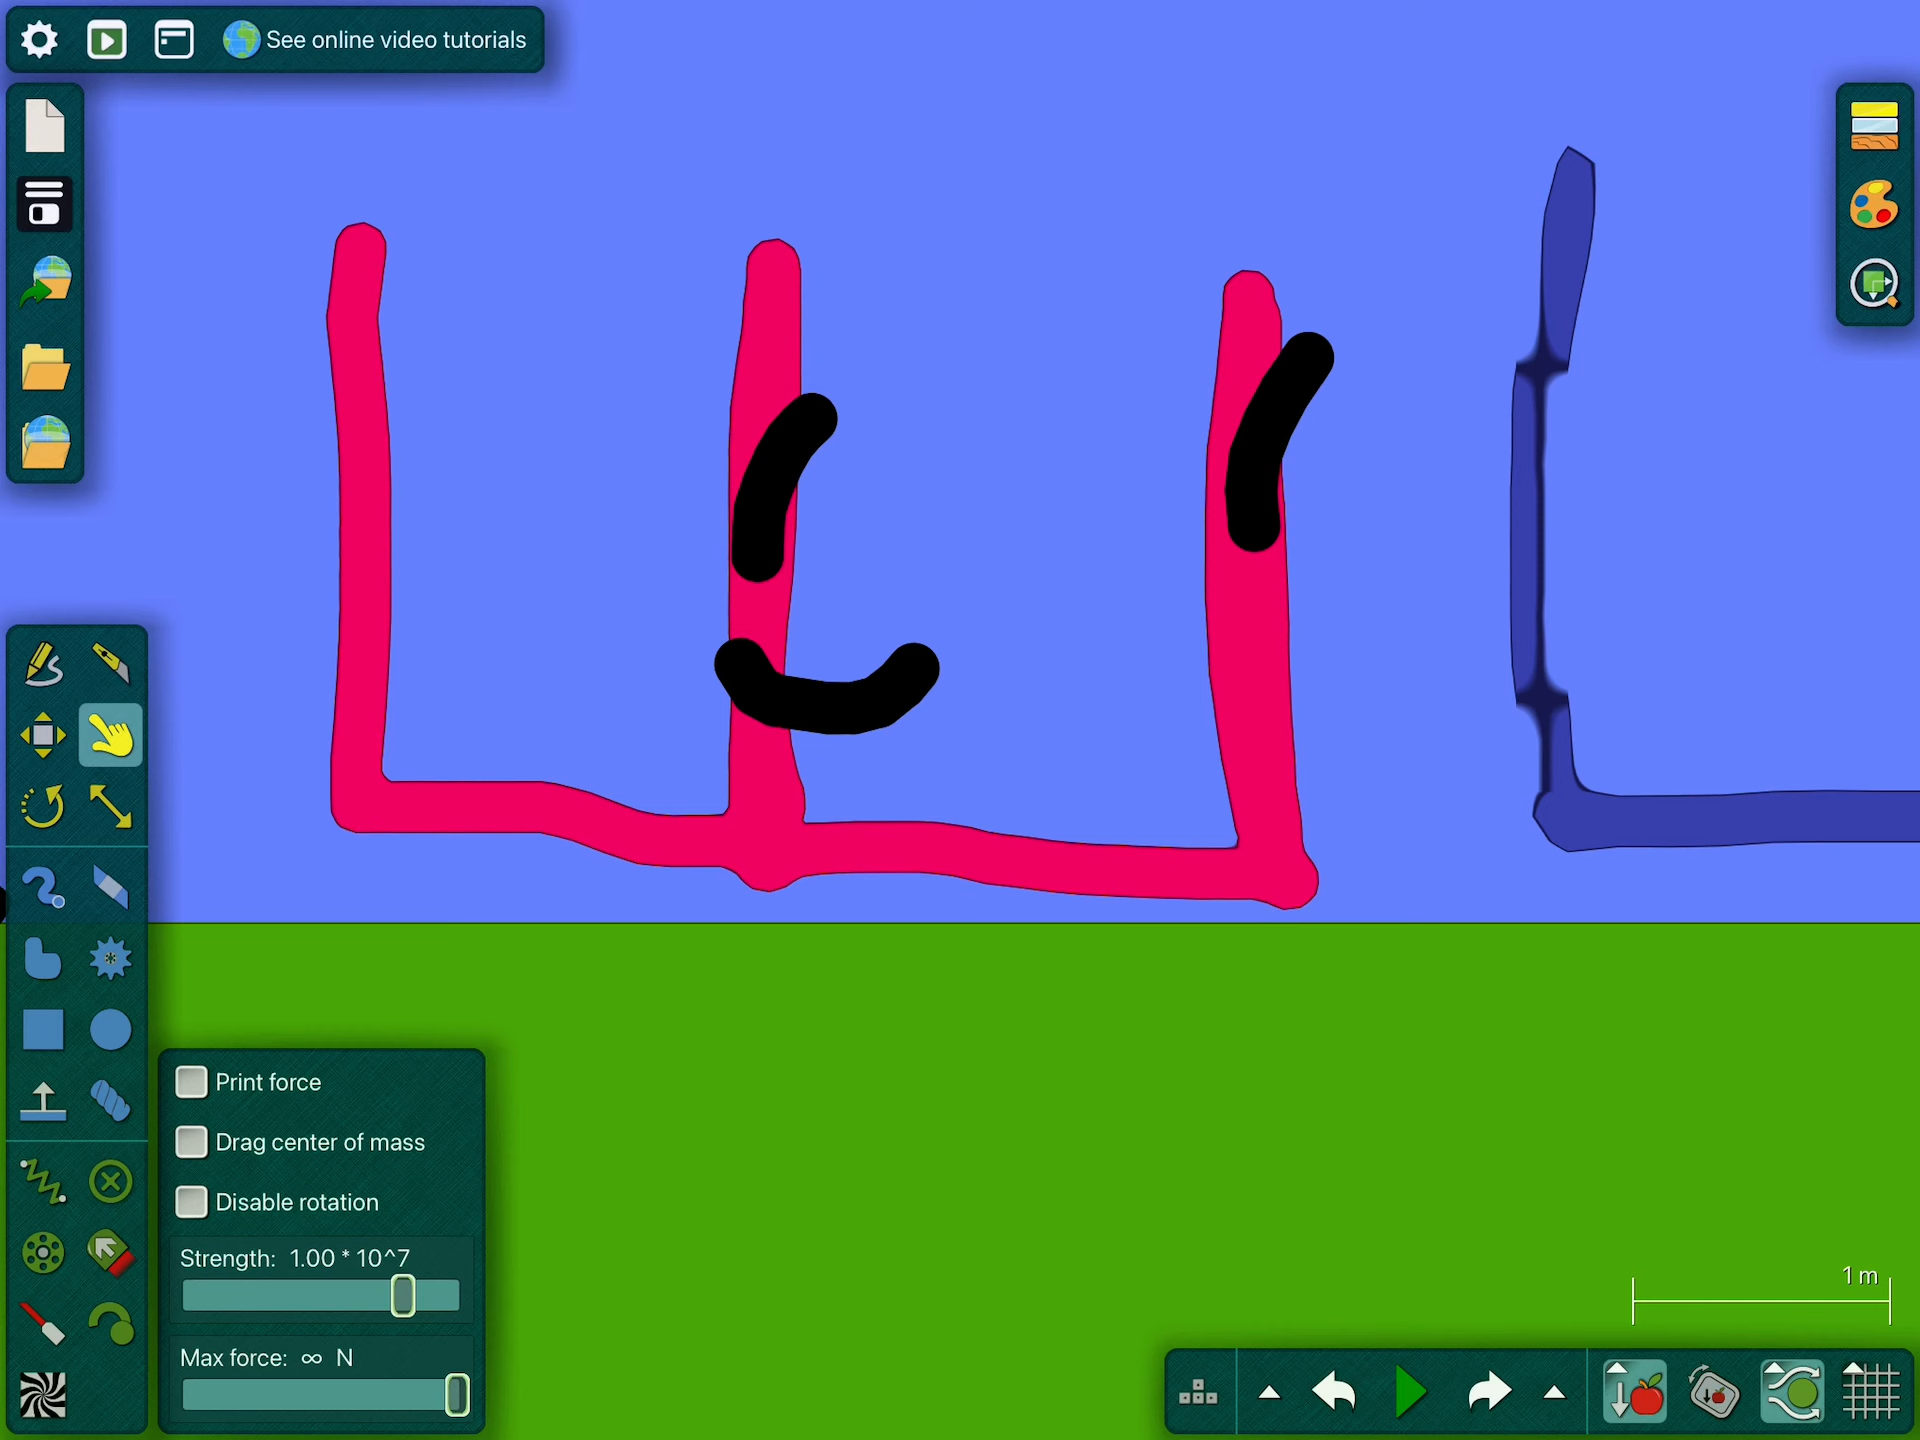 See online video tutorials
Print force
Drag center of mass
Disable rotation
Strength: 1.00 * 10^7
Max force: ∞ N
1 m